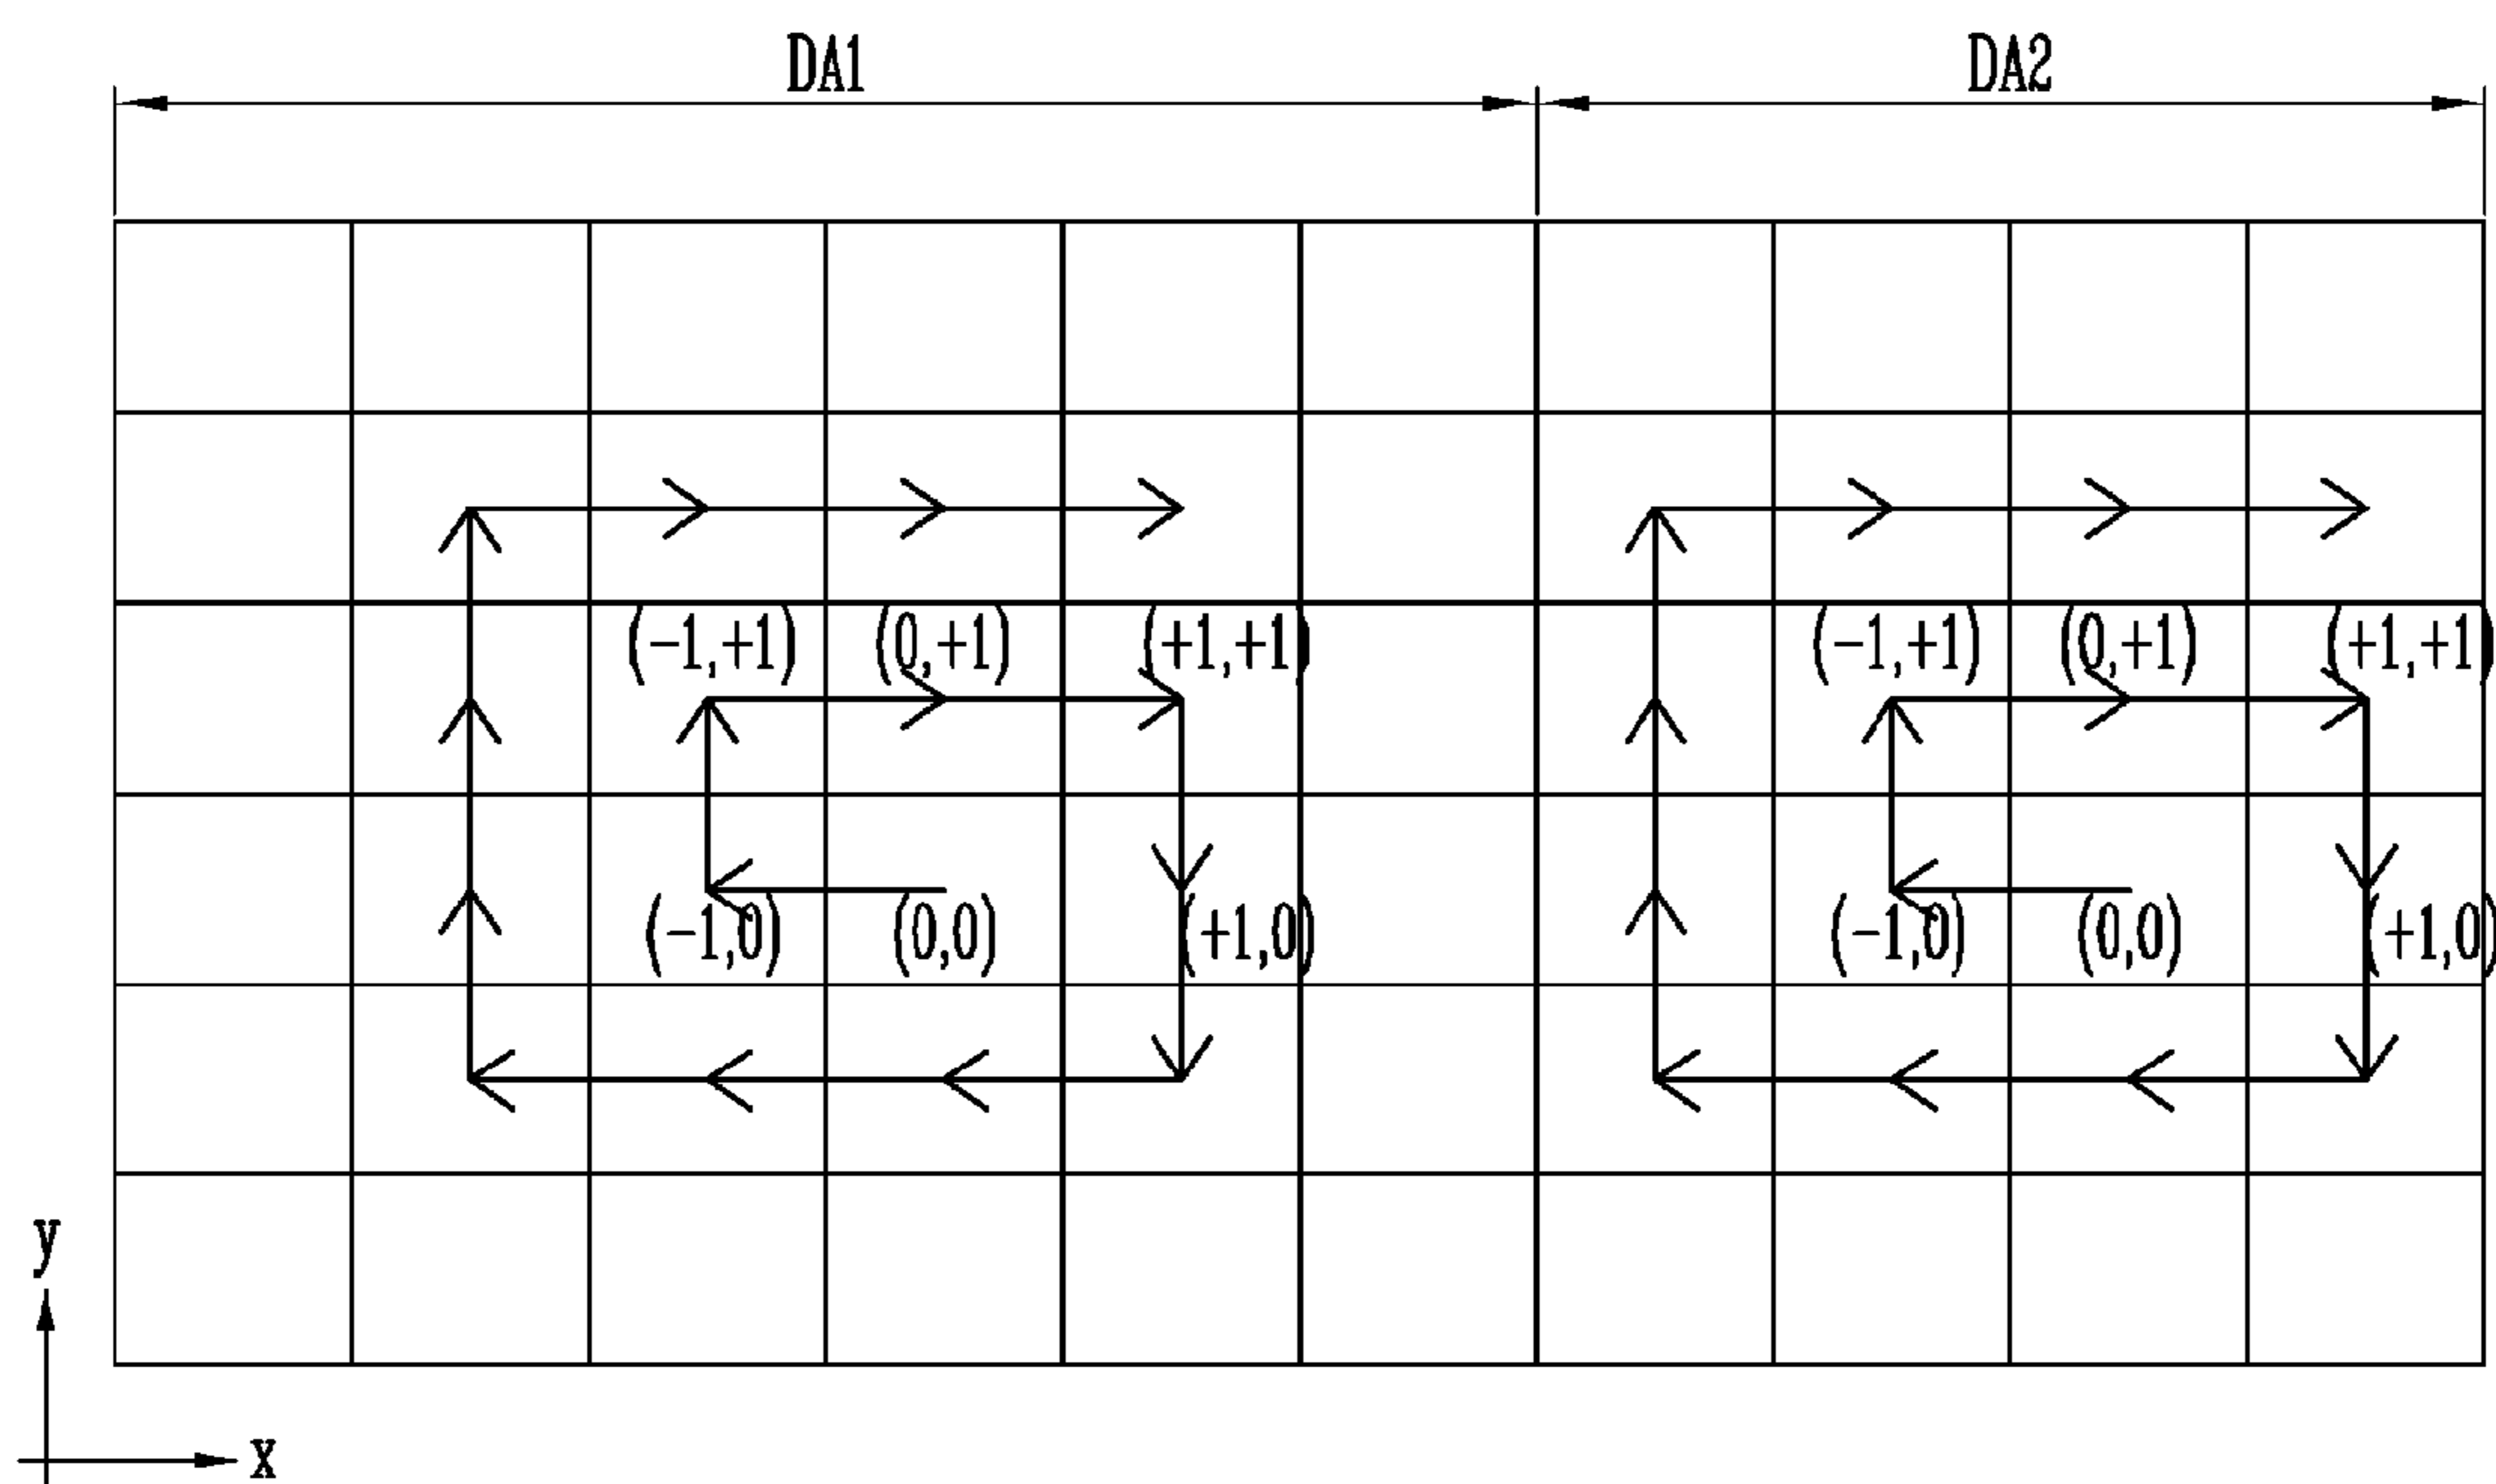 DA1 DA2
(-1,+1) (0,+1) (+1,+1) (-1,+1) (0,+1) (+1,+1)
(-1,0) (0,0) (+1,0) (-1,0) (0,0) (+1,0)
y
x